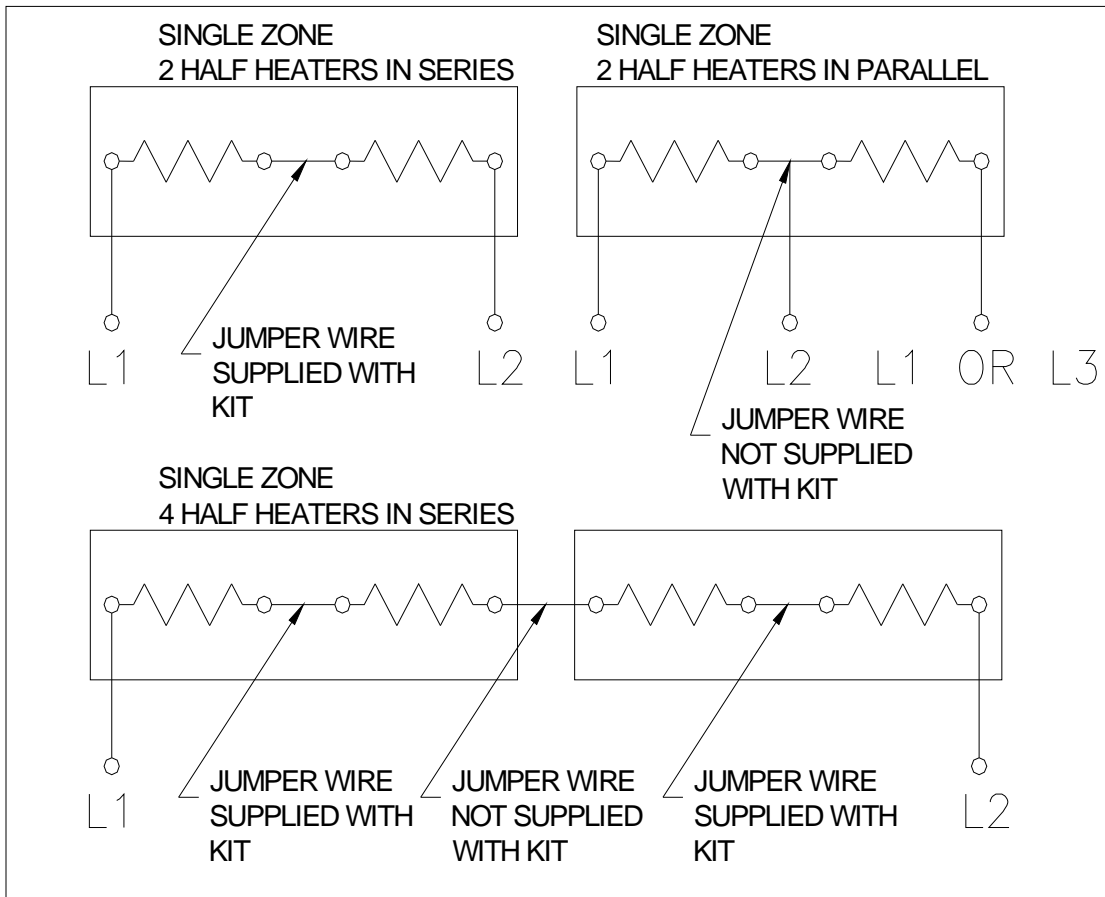 SINGLE ZONE
2 HALF HEATERS IN SERIES
SINGLE ZONE
2 HALF HEATERS IN PARALLEL
L1
JUMPER WIRE
SUPPLIED WITH
KIT
L2
L1
L2
L1 OR L3
JUMPER WIRE
NOT SUPPLIED
WITH KIT
SINGLE ZONE
4 HALF HEATERS IN SERIES
L1
JUMPER WIRE
SUPPLIED WITH
KIT
JUMPER WIRE
NOT SUPPLIED
WITH KIT
JUMPER WIRE
SUPPLIED WITH
KIT
L2